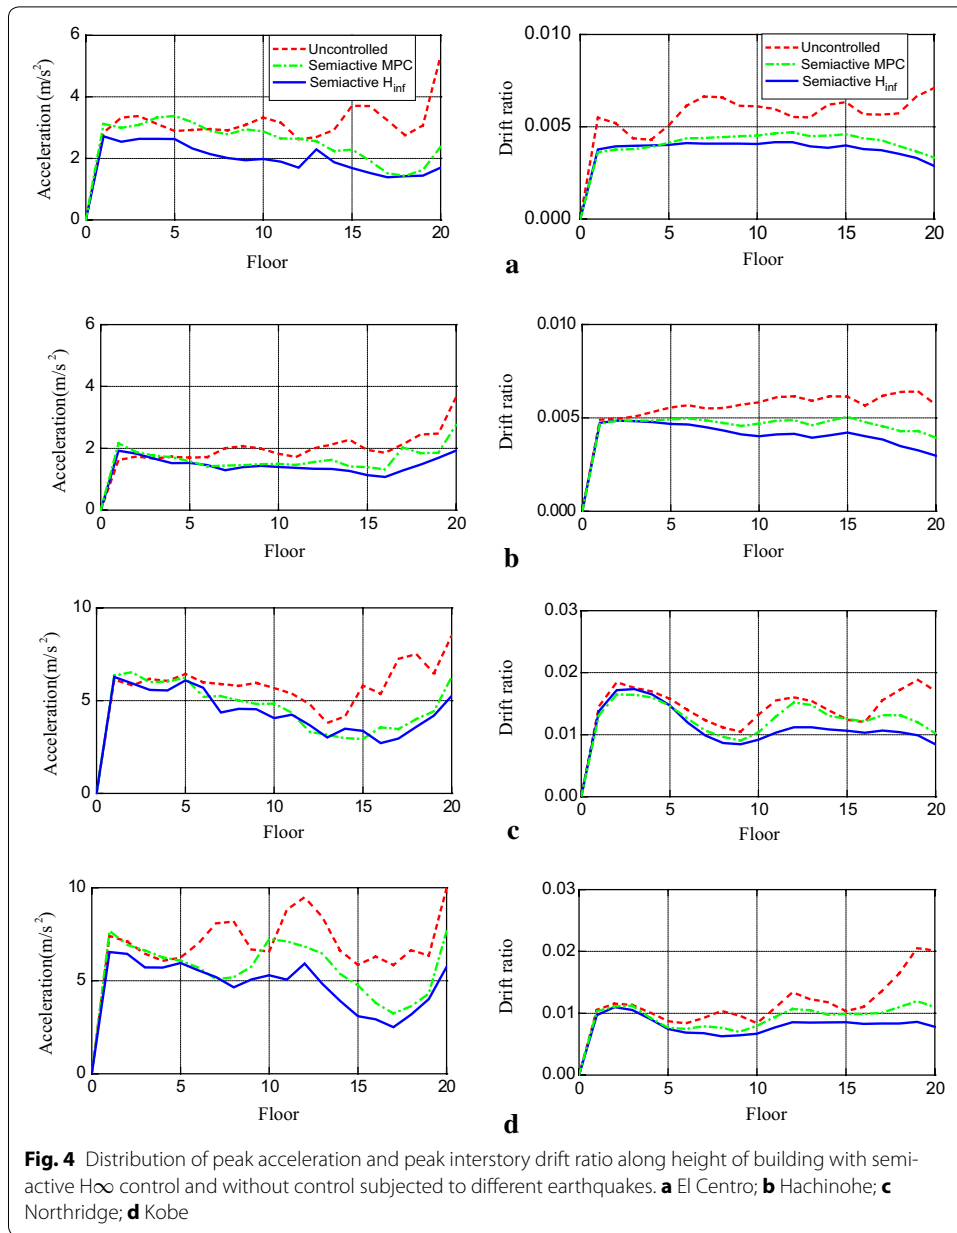 6
4
2
0
Acceleration (m/s²)
Uncontrolled
Semiactive MPC
Semiactive H_inf
0 5 10 15 20
Floor
0.010
0.005
0.000
Drift ratio
Uncontrolled
Semiactive MPC
Semiactive H_inf
0 5 10 15 20
Floor
a
6
4
2
0
Acceleration(m/s²)
0 5 10 15 20
Floor
0.010
0.005
0.000
Drift ratio
0 5 10 15 20
Floor
b
10
5
0
Acceleration(m/s²)
0 5 10 15 20
Floor
0.03
0.02
0.01
0.00
Drift ratio
0 5 10 15 20
Floor
c
10
5
0
Acceleration(m/s²)
0 5 10 15 20
Floor
0.03
0.02
0.01
0.00
Drift ratio
0 5 10 15 20
Floor
d
Fig. 4 Distribution of peak acceleration and peak interstory drift ratio along height of building with semi-
active H∞ control and without control subjected to different earthquakes. a El Centro; b Hachinohe; c
Northridge; d Kobe